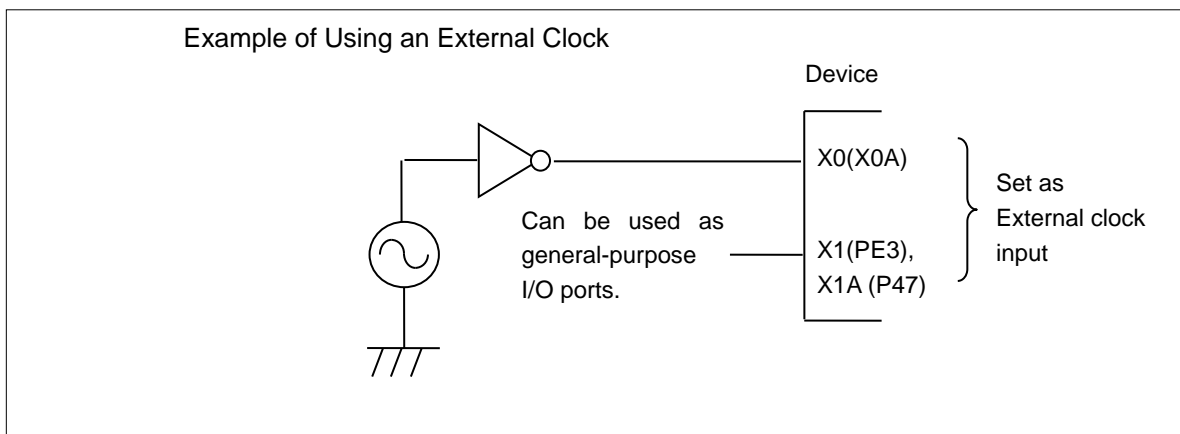 Example of Using an External Clock
Device
X0(X0A)
Can be used as
general-purpose
I/O ports.
X1(PE3),
X1A (P47)
Set as
External clock
input